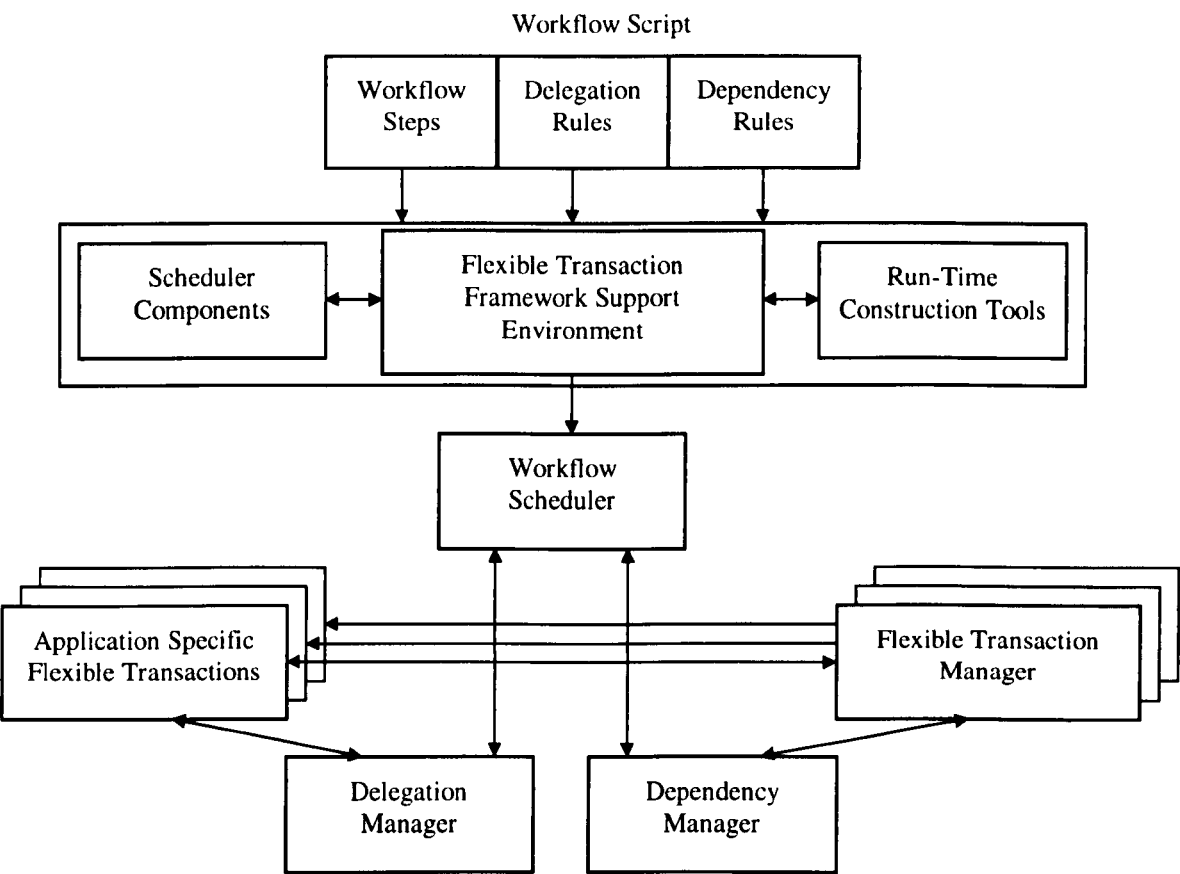 Workflow Script
Workflow
Steps
Delegation
Rules
Dependency
Rules
Scheduler
Components
Flexible Transaction
Framework Support
Environment
Run-Time
Construction Tools
Workflow
Scheduler
Application Specific
Flexible Transactions
Flexible Transaction
Manager
Delegation
Manager
Dependency
Manager